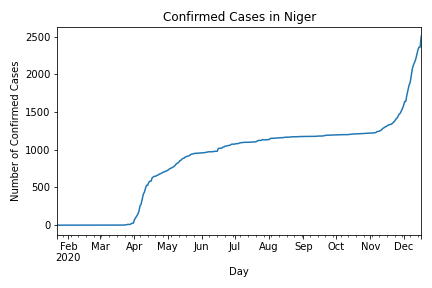 Confirmed Cases in Niger
Number of Confirmed Cases
2500
2000
1500
1000
500
0
Feb Mar Apr May Jun Jul Aug Sep Oct Nov Dec
2020
Day